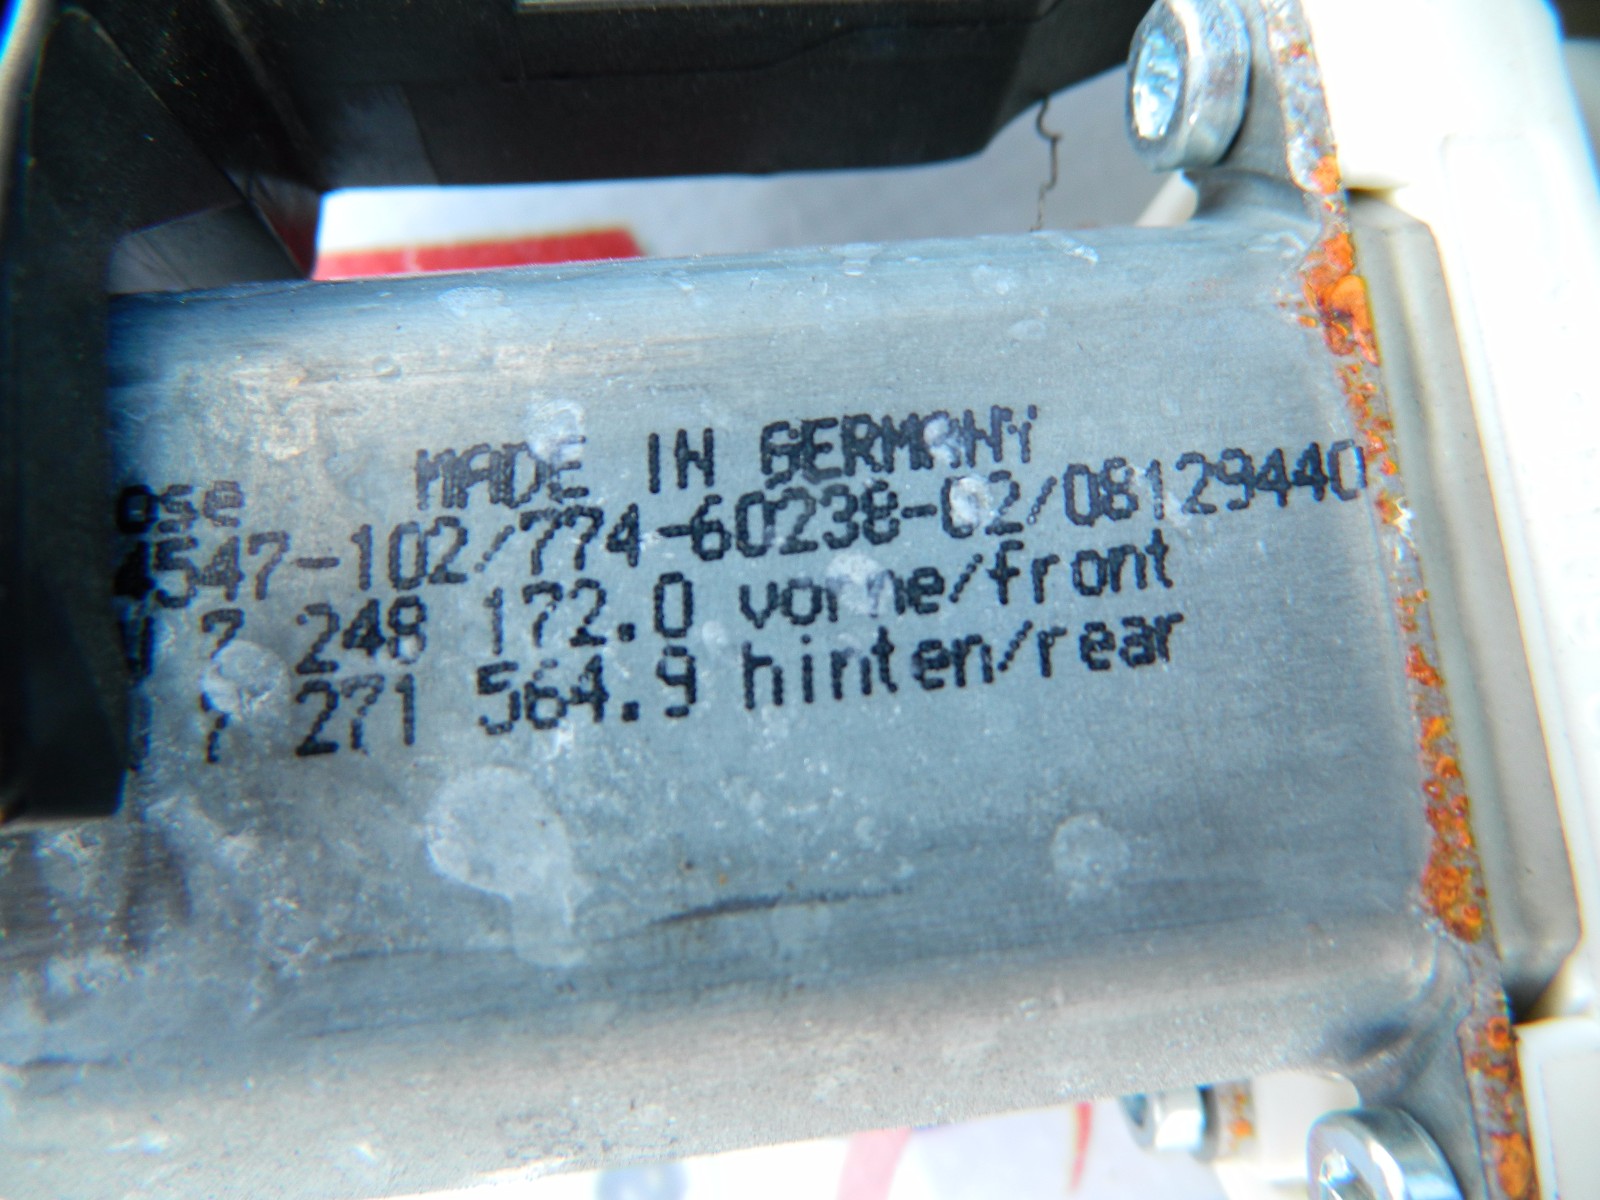 ose MADE IN GERMANY
4547-102/774-60238-02/08129440
7 248 172.0 vorne/front
7 271 564.9 hinten/rear